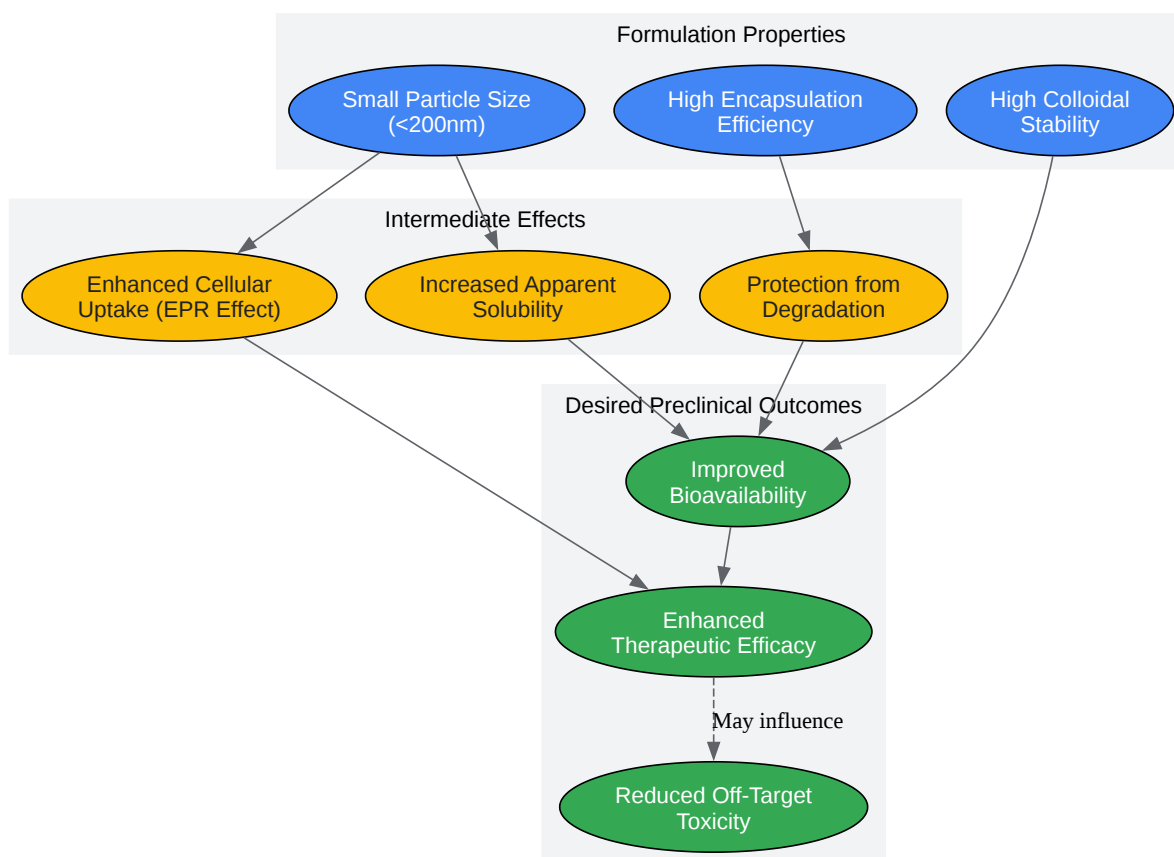 Formulation Properties
Small Particle Size
(<200nm)
High Encapsulation
Efficiency
High Colloidal
Stability
Intermediate Effects
Enhanced Cellular
Uptake (EPR Effect)
Increased Apparent
Solubility
Protection from
Degradation
Desired Preclinical Outcomes
Improved
Bioavailability
Enhanced
Therapeutic Efficacy
May influence
Reduced Off-Target
Toxicity